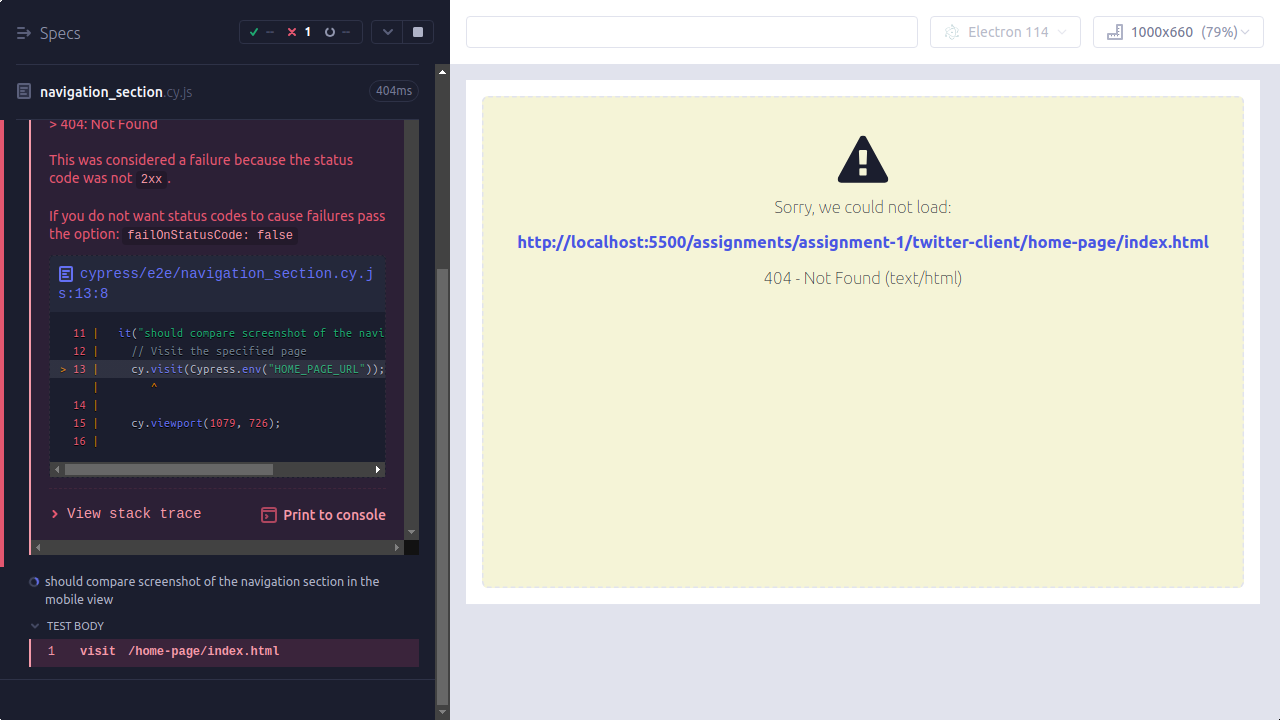 Specs
-- 1 --
Electron 114
1000x660 (79%)
navigation_section.cy.js
404ms
> 404: Not Found
This was considered a failure because the status
code was not 2xx.
If you do not want status codes to cause failures pass
the option: failOnStatusCode: false
cypress/e2e/navigation_section.cy.j
s:13:8
11 | it("should compare screenshot of the navi
12 | // Visit the specified page
> 13 | cy.visit(Cypress.env("HOME_PAGE_URL"));
| ^
14 |
15 | cy.viewport(1079, 726);
16 |
View stack trace
Print to console
should compare screenshot of the navigation section in the
mobile view
TEST BODY
1 visit /home-page/index.html
Sorry, we could not load:
http://localhost:5500/assignments/assignment-1/twitter-client/home-page/index.html
404 - Not Found (text/html)